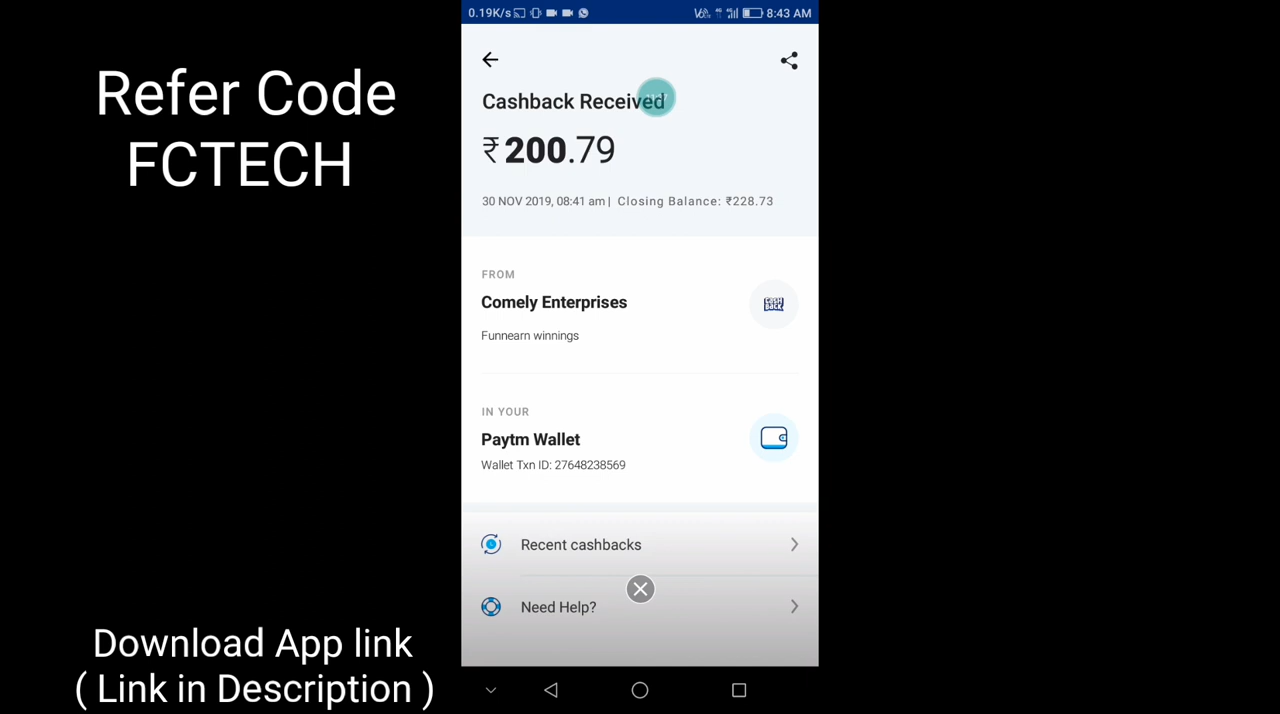 Refer Code
FCTECH
Download App link
( Link in Description )
0.19K/s
8:43 AM
Cashback Received
₹200.79
30 NOV 2019, 08:41 am | Closing Balance: ₹228.73
FROM
Comely Enterprises
CASH BACK
Funnearn winnings
IN YOUR
Paytm Wallet
Wallet Txn ID: 27648238569
Recent cashbacks
Need Help?